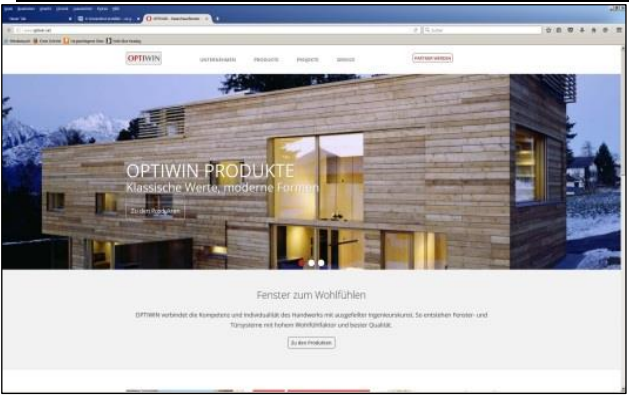 OPTIWIN
UNTERNEHMEN PRODUKTE PROJEKTE SERVICE
PARTNER WERDEN
OPTIWIN PRODUKTE
Klassische Werte, moderne Formen
Zu den Produkten
Fenster zum Wohlfühlen
OPTIWIN verbindet die Kompetenz und Individualität des Handwerks mit ausgefeilter Ingenieurskunst. So entstehen Fenster- und
Türsysteme mit hohem Wohlfühlfaktor und bester Qualität.
Zu den Produkten